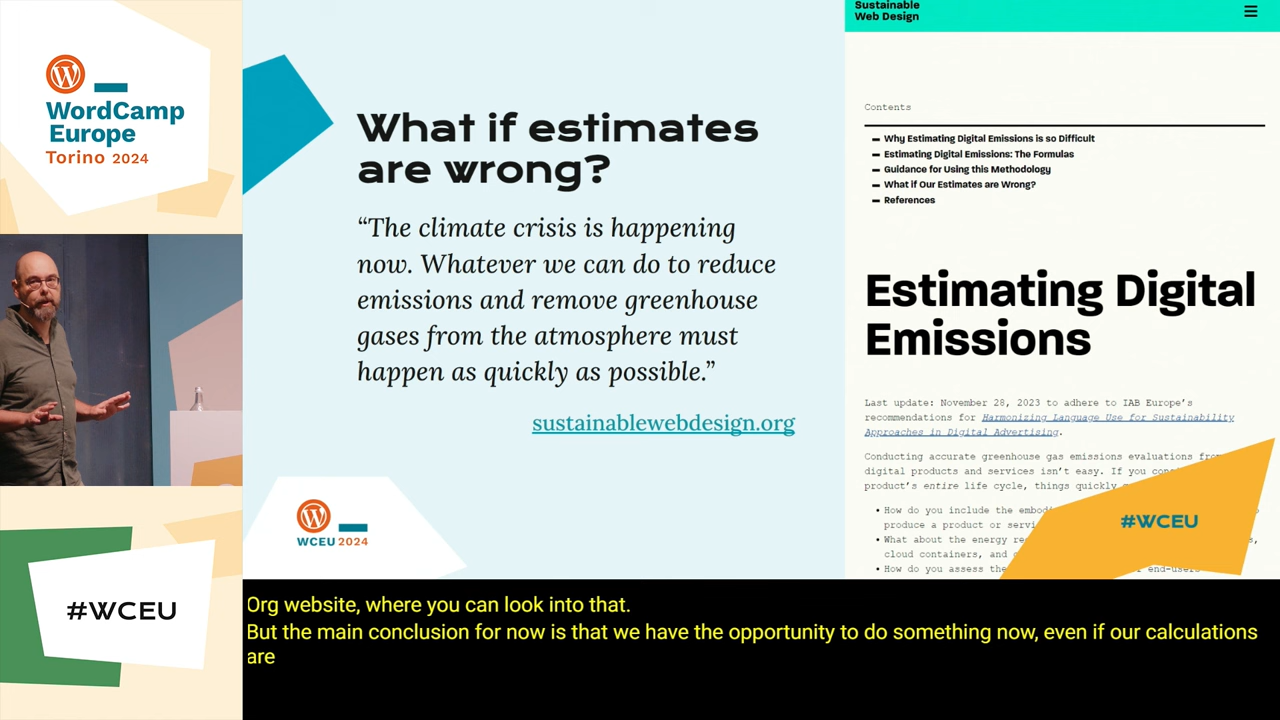 WordCamp
Europe
Torino 2024
#WCEU
What if estimates
are wrong?
“The climate crisis is happening
now. Whatever we can do to reduce
emissions and remove greenhouse
gases from the atmosphere must
happen as quickly as possible.”
sustainablewebdesign.org
WCEU 2024
Sustainable
Web Design
Contents
Why Estimating Digital Emissions is so Difficult
Estimating Digital Emissions: The Formulas
Guidance for Using this Methodology
What if Our Estimates are Wrong?
References
Estimating Digital
Emissions
Last update: November 28, 2023 to adhere to IAB Europe’s
recommendations for Harmonizing Language Use for Sustainability
Approaches in Digital Advertising.
Conducting accurate greenhouse gas emissions evaluations
digital products and services isn’t easy. If you
product’s entire life cycle, things quickly
• How do you include the
produce a product or
• What about the energy
cloud containers, and
• How do you assess the end-users
#WCEU
Org website, where you can look into that.
But the main conclusion for now is that we have the opportunity to do something now, even if our calculations
are